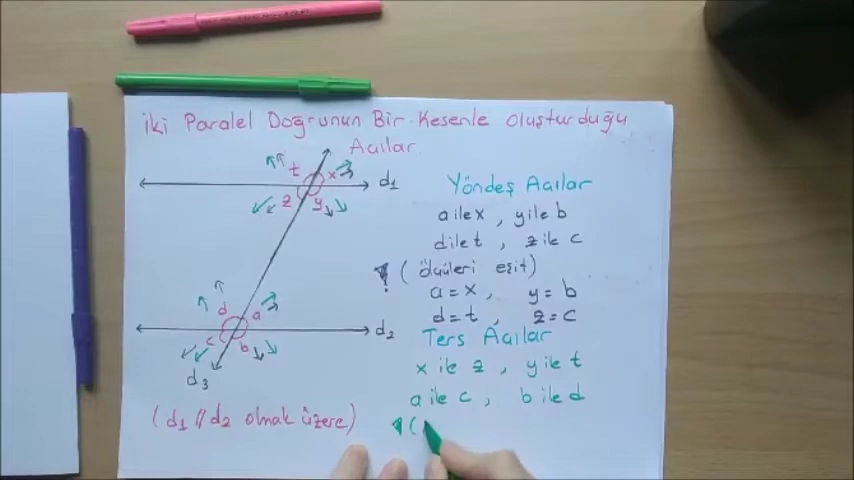 iki Paralel Doğrunun Bir Kesenle oluşturduğu
Açılar
t x d1
z y
d a
c b d2
d3
(d1 // d2 olmak üzere)
Yöndeş Açılar
a ile x , y ile b
d ile t , z ile c
(ölçüleri eşit)
a = x , y = b
d = t , z = c
Ters Açılar
x ile z , y ile t
a ile c , b ile d
(